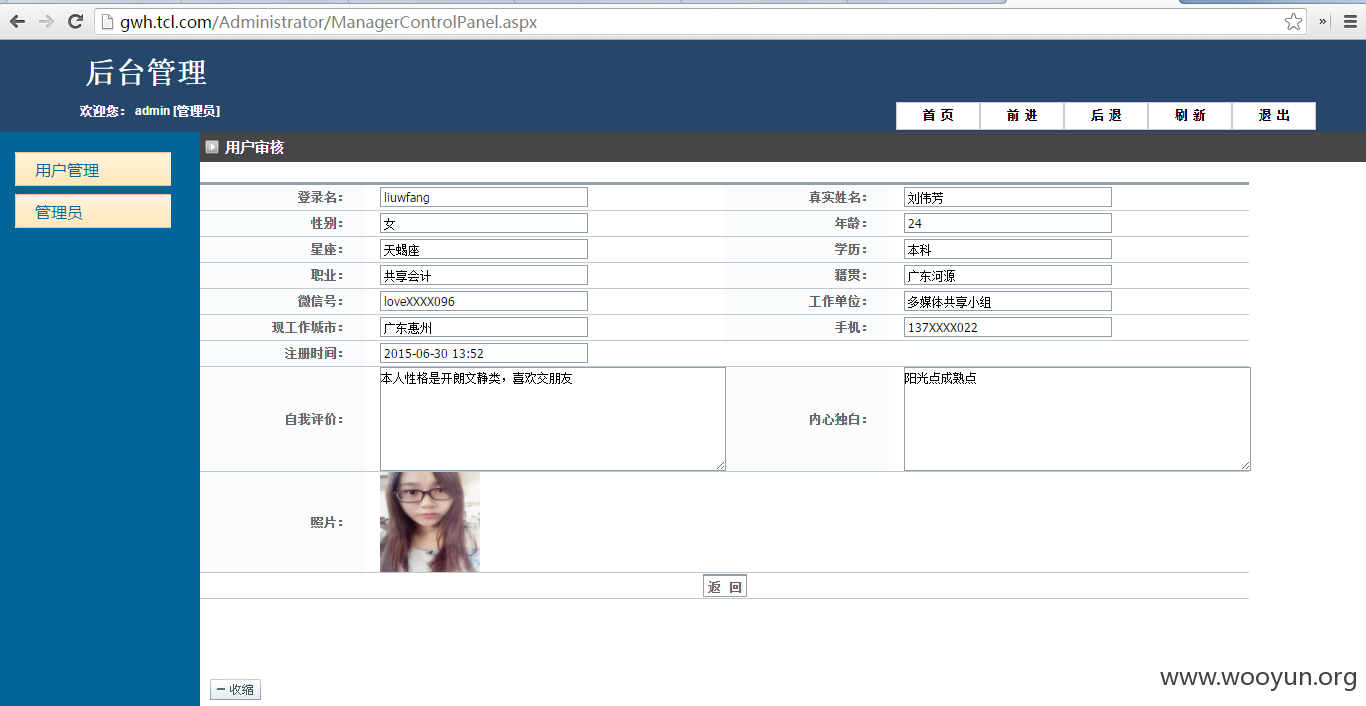 gwh.tcl.com/Administrator/ManagerControlPanel.aspx
后台管理
欢迎您： admin [管理员]
首 页 前 进 后 退 刷 新 退 出
用户管理
管理员
用户审核
登录名： liuwfang 真实姓名： 刘伟芳
性别： 女 年龄： 24
星座： 天蝎座 学历： 本科
职业： 共享会计 籍贯： 广东河源
微信号： loveXXXX096 工作单位： 多媒体共享小组
现工作城市： 广东惠州 手机： 137XXXX022
注册时间： 2015-06-30 13:52
自我评价： 本人性格是开朗文静类，喜欢交朋友 内心独白： 阳光点成熟点
照片：
返 回
收缩
www.wooyun.org